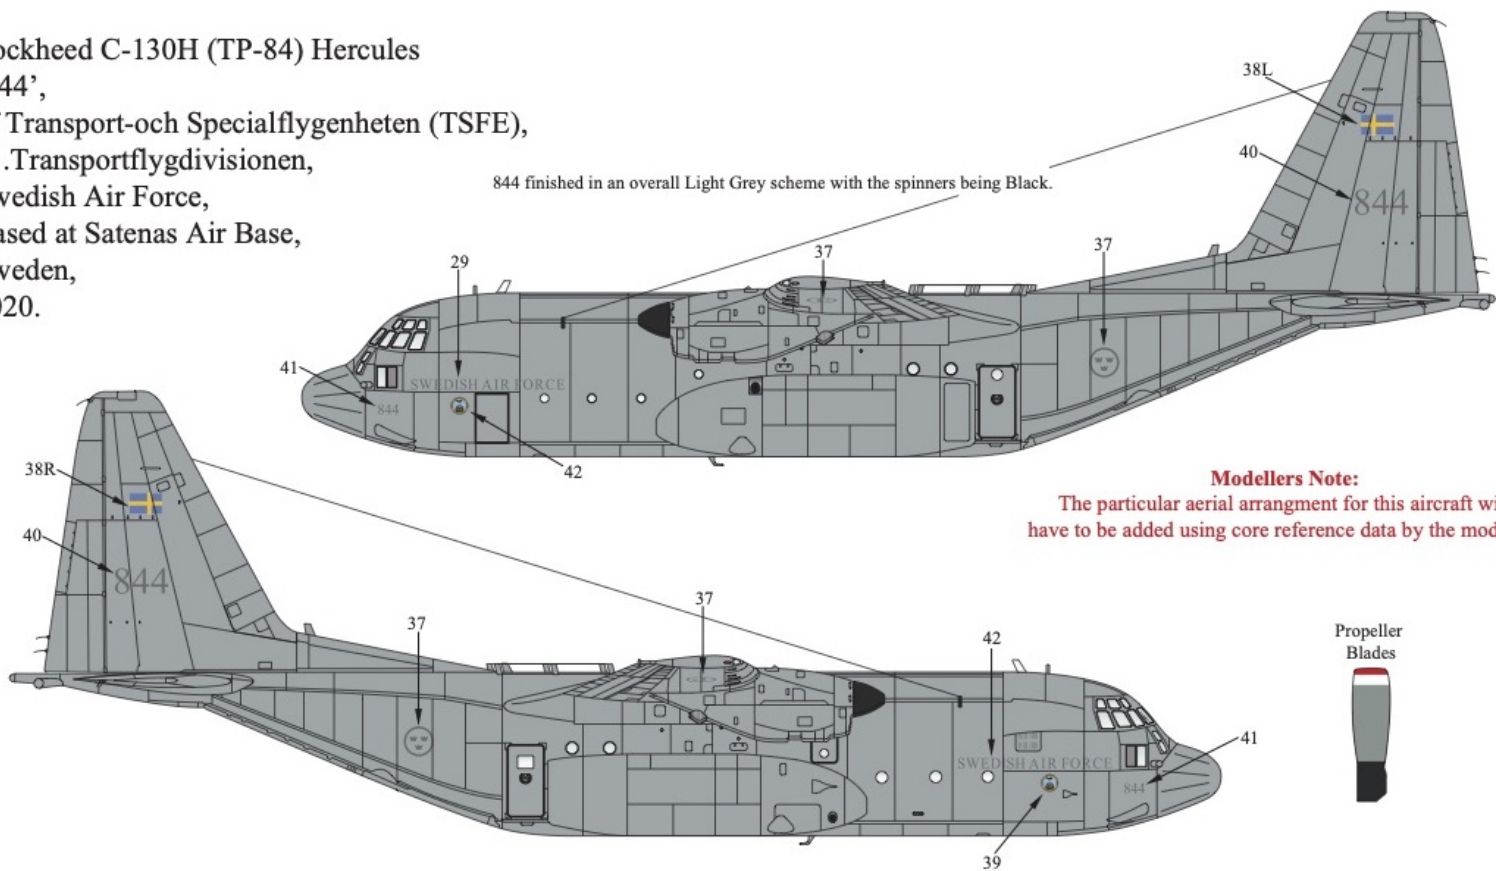 ockheed C-130H (TP-84) Hercules
44’,
Transport-och Specialflygenheten (TSFE),
.Transportflygdivisionen,
wedish Air Force,
ased at Satenas Air Base,
weden,
020.
844 finished in an overall Light Grey scheme with the spinners being Black.
38L
40
844
37
37
29
41
SWEDISH AIR FORCE
844
42
Modellers Note:
The particular aerial arrangment for this aircraft wi
have to be added using core reference data by the mod
38R
40
844
37
37
42
SWEDISH AIR FORCE
844
41
39
Propeller
Blades